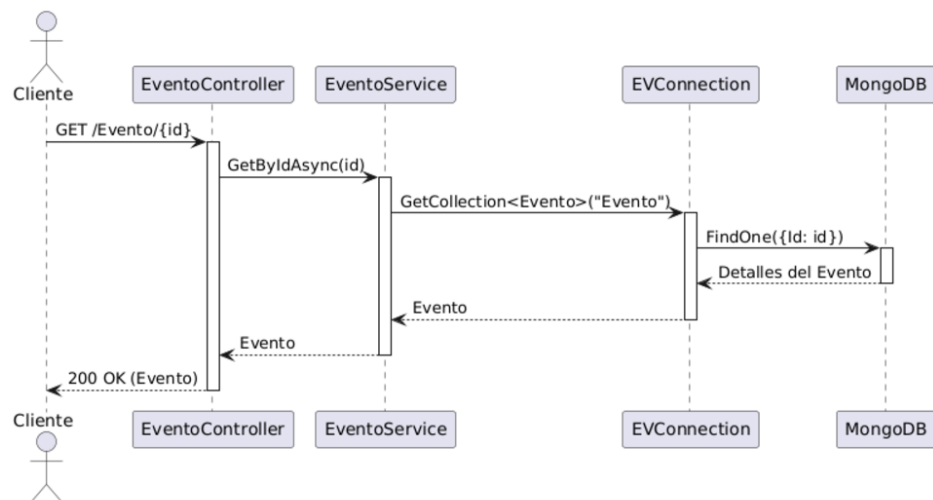 Cliente
EventoController
EventoService
EVConnection
MongoDB
GET /Evento/{id}
GetByIdAsync(id)
GetCollection<Evento>("Evento")
FindOne({Id: id})
Detalles del Evento
Evento
Evento
200 OK (Evento)
Cliente
EventoController
EventoService
EVConnection
MongoDB